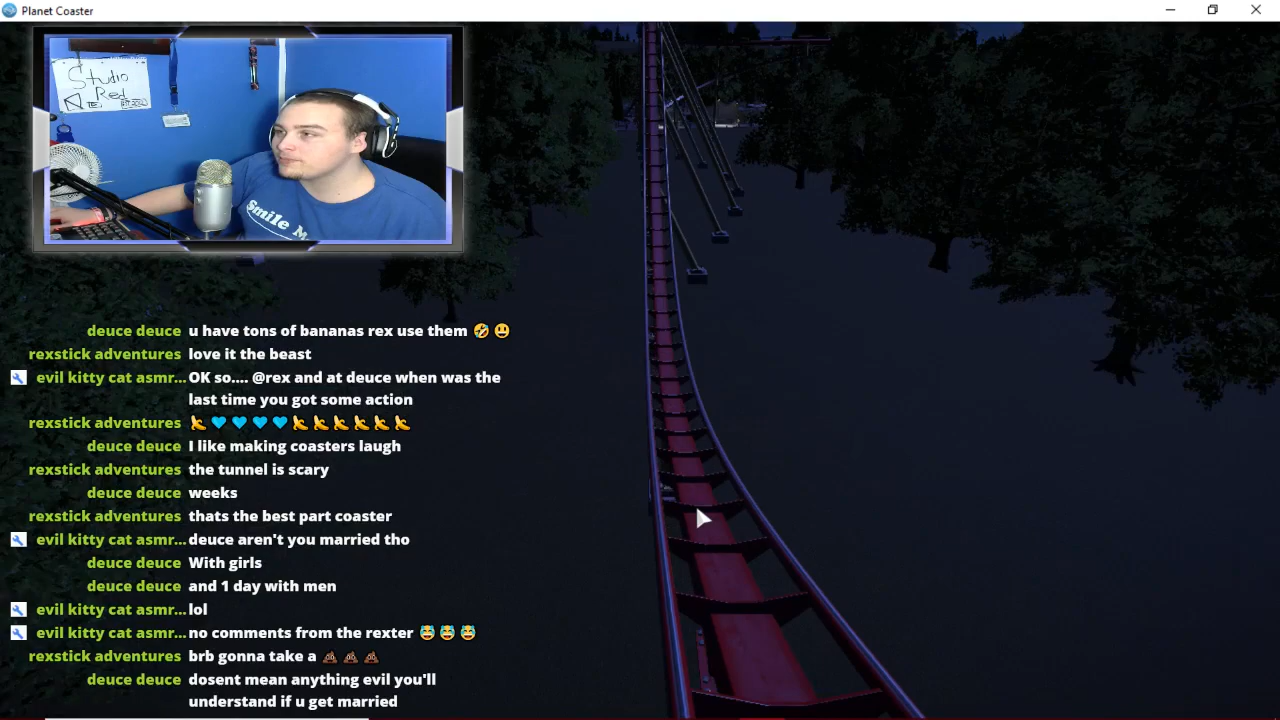 Planet Coaster
Studio
Red
Smile M
deuce deuce u have tons of bananas rex use them 🤣 😃
rexstick adventures love it the beast
evil kitty cat asmr... OK so.... @rex and at deuce when was the
last time you got some action
rexstick adventures 🤙💙💙💙💙🤙🤙🤙🤙🤙🤙
deuce deuce I like making coasters laugh
rexstick adventures the tunnel is scary
deuce deuce weeks
rexstick adventures thats the best part coaster
evil kitty cat asmr... deuce aren't you married tho
deuce deuce With girls
deuce deuce and 1 day with men
evil kitty cat asmr... lol
evil kitty cat asmr... no comments from the rexter 😹 😹 😹
rexstick adventures brb gonna take a 💩 💩 💩
deuce deuce dosent mean anything evil you'll
understand if u get married